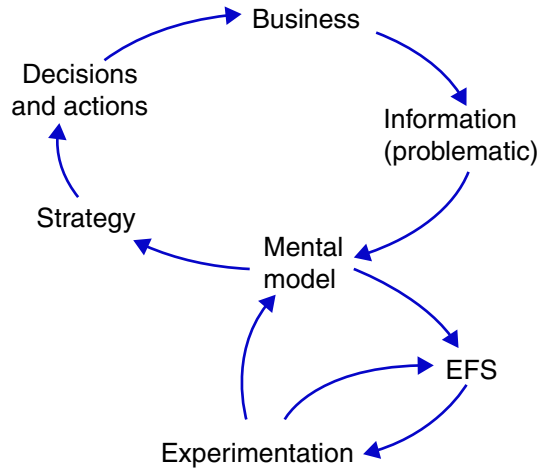 Business
Decisions
and actions
Information
(problematic)
Strategy
Mental
model
EFS
Experimentation